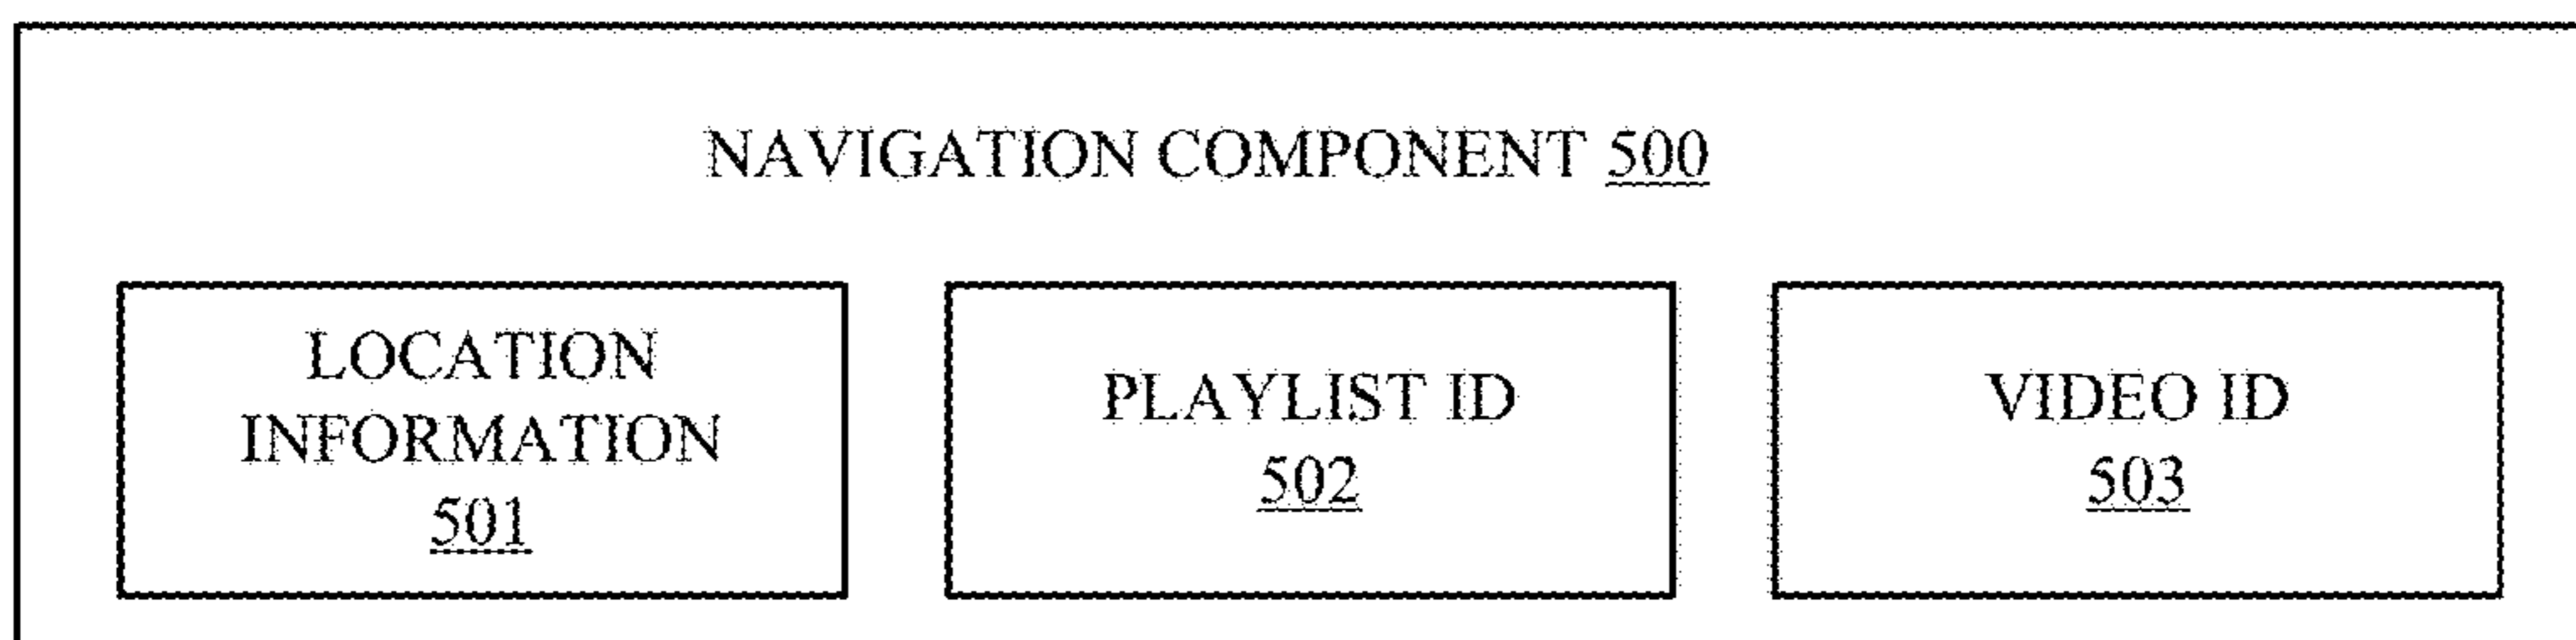 NAVIGATION COMPONENT 500
LOCATION
INFORMATION
501
PLAYLIST ID
502
VIDEO ID
503